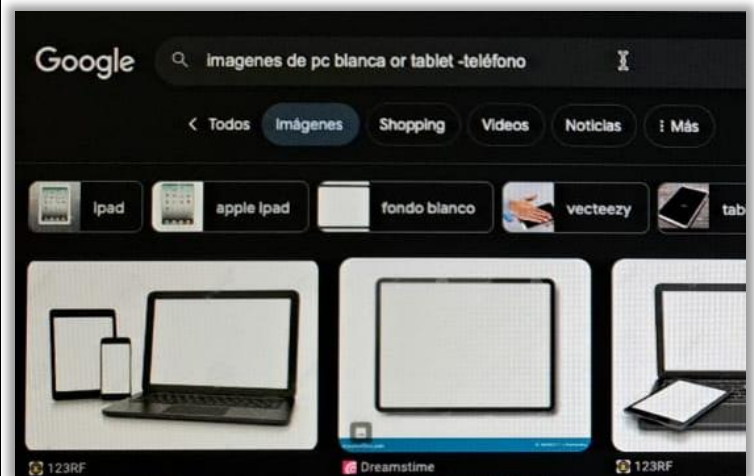 Google imagenes de pc blanca or tablet -teléfono
Todos Imágenes Shopping Videos Noticias Más
ipad apple ipad fondo blanco vecteezy tab
123RF Dreamstime 123RF